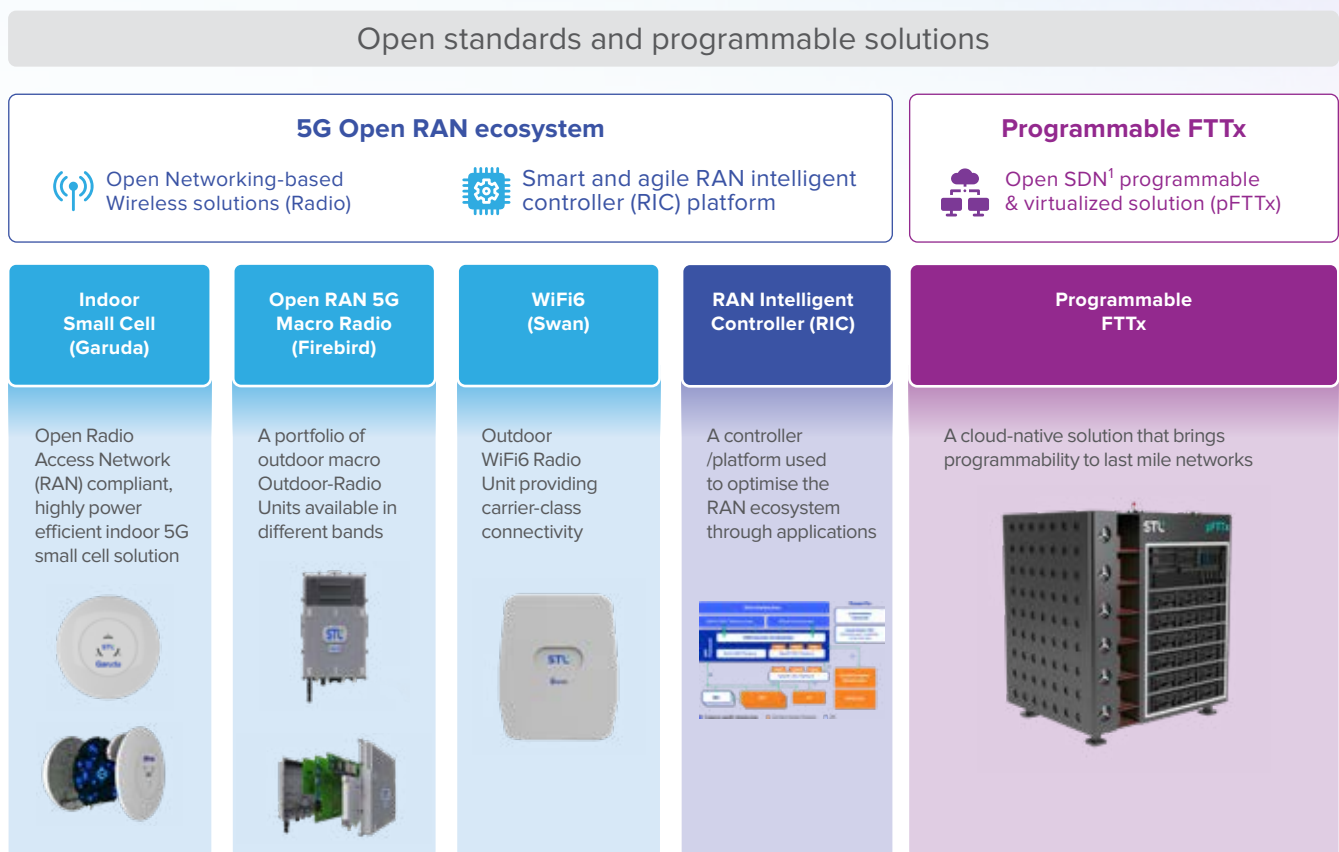 Open standards and programmable solutions
5G Open RAN ecosystem
Open Networking-based
Wireless solutions (Radio)
Smart and agile RAN intelligent
controller (RIC) platform
Programmable FTTx
Open SDN¹ programmable
& virtualized solution (pFTTx)
Indoor
Small Cell
(Garuda)
Open Radio
Access Network
(RAN) compliant,
highly power
efficient indoor 5G
small cell solution
STL
Garuda
Open RAN 5G
Macro Radio
(Firebird)
A portfolio of
outdoor macro
Outdoor-Radio
Units available in
different bands
STL
WiFi6
(Swan)
Outdoor
WiFi6 Radio
Unit providing
carrier-class
connectivity
STL
RAN Intelligent
Controller (RIC)
A controller
/platform used
to optimise the
RAN ecosystem
through applications
Programmable
FTTx
A cloud-native solution that brings
programmability to last mile networks
STL
pFTTx